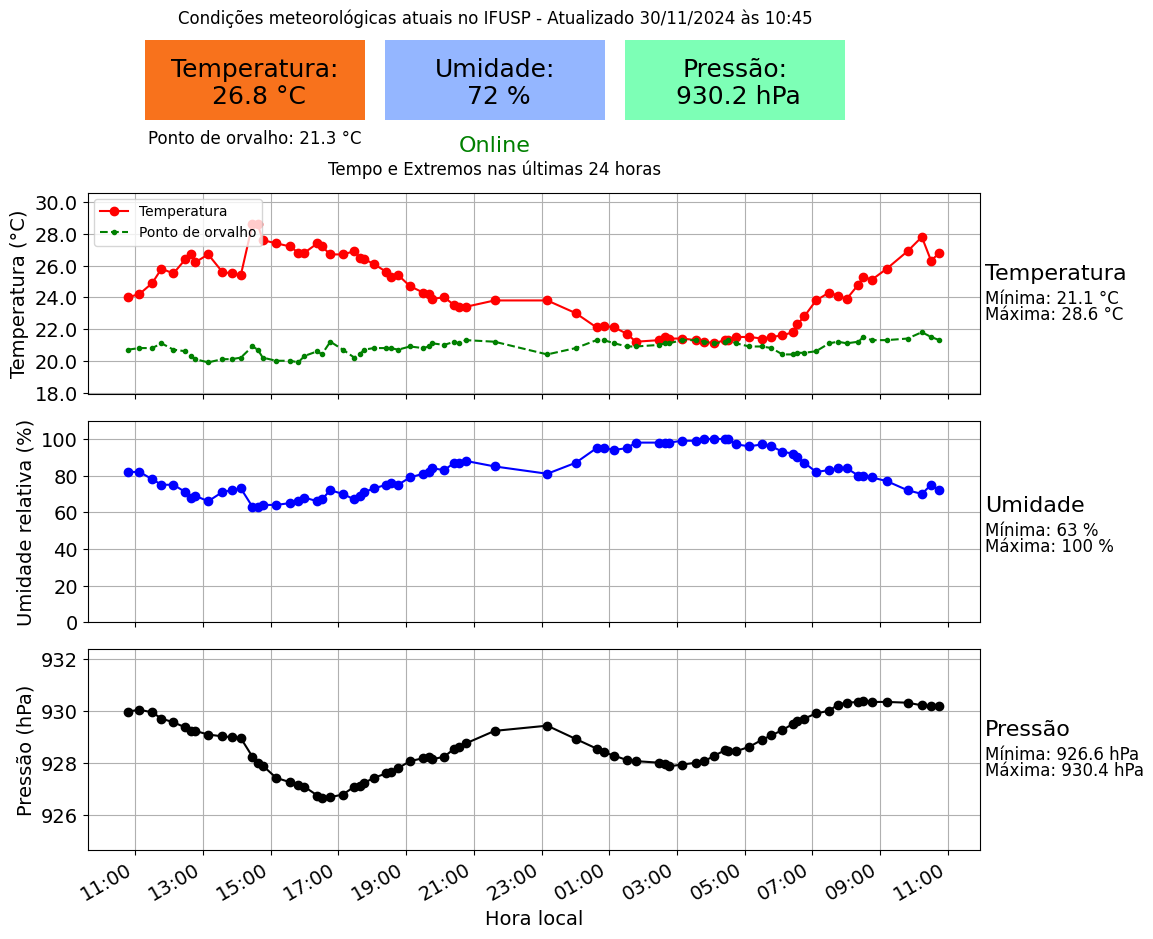 Condições meteorológicas atuais no IFUSP - Atualizado 30/11/2024 às 10:45
Temperatura:
26.8 °C
Umidade:
72 %
Pressão:
930.2 hPa
Ponto de orvalho: 21.3 °C
Online
Tempo e Extremos nas últimas 24 horas
Temperatura (°C)
30.0
28.0
26.0
24.0
22.0
20.0
18.0
Temperatura
Ponto de orvalho
Temperatura
Mínima: 21.1 °C
Máxima: 28.6 °C
Umidade relativa (%)
100
80
60
40
20
0
Umidade
Mínima: 63 %
Máxima: 100 %
Pressão (hPa)
932
930
928
926
Pressão
Mínima: 926.6 hPa
Máxima: 930.4 hPa
11:00
13:00
15:00
17:00
19:00
21:00
23:00
01:00
03:00
05:00
07:00
09:00
11:00
Hora local